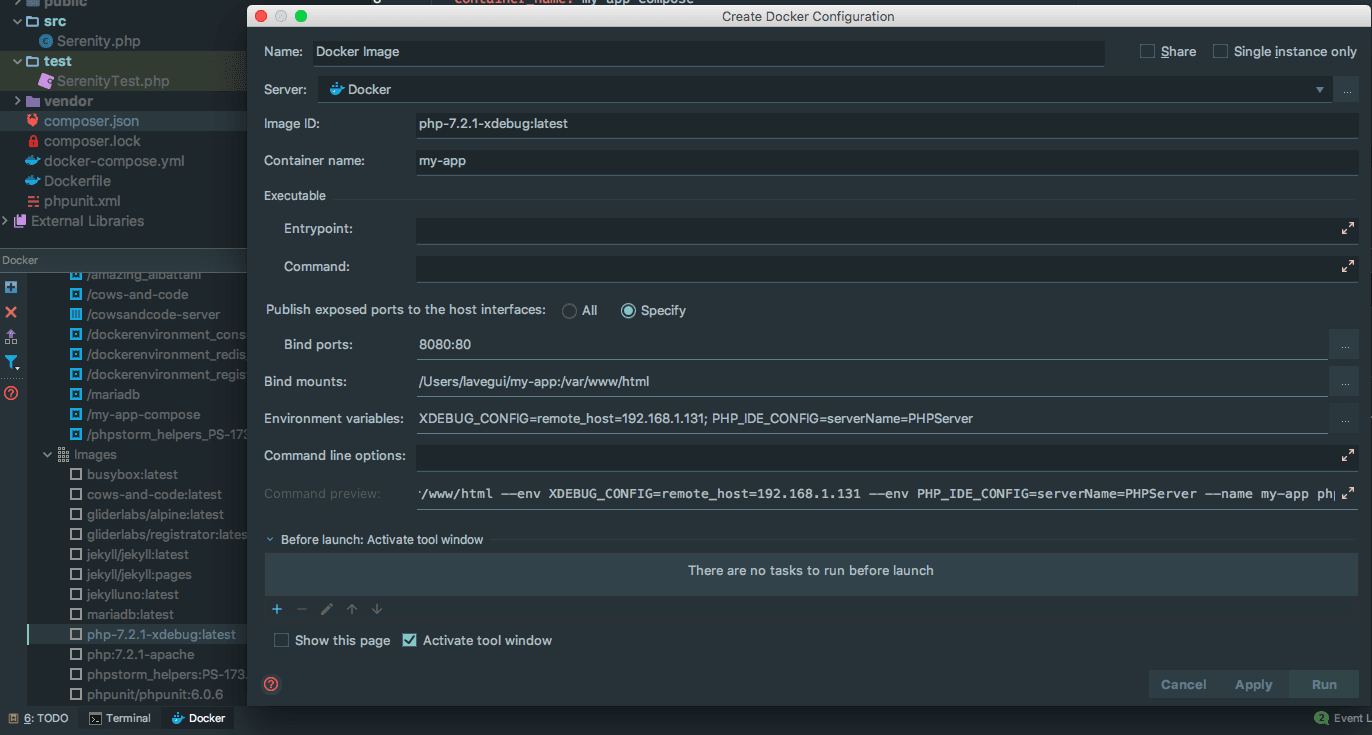 public
src
Serenity.php
test
SerenityTest.php
vendor
composer.json
composer.lock
docker-compose.yml
Dockerfile
phpunit.xml
External Libraries
Docker
/amazing_albattani
/cows-and-code
/cowsandcode-server
/dockerenvironment_cons
/dockerenvironment_redis
/dockerenvironment_regis
/mariadb
/my-app-compose
/phpstorm_helpers_PS-173
Images
busybox:latest
cows-and-code:latest
gliderlabs/alpine:latest
gliderlabs/registrator:lates
jekyll/jekyll:latest
jekyll/jekyll:pages
jekylluno:latest
mariadb:latest
php-7.2.1-xdebug:latest
php:7.2.1-apache
phpstorm_helpers:PS-173.
phpunit/phpunit:6.0.6
6: TODO Terminal Docker
container_name: my-app-compose
Create Docker Configuration
Name: Docker Image Share Single instance only
Server: Docker ...
Image ID: php-7.2.1-xdebug:latest
Container name: my-app
Executable
Entrypoint:
Command:
Publish exposed ports to the host interfaces: All Specify
Bind ports: 8080:80 ...
Bind mounts: /Users/lavegui/my-app:/var/www/html ...
Environment variables: XDEBUG_CONFIG=remote_host=192.168.1.131; PHP_IDE_CONFIG=serverName=PHPServer ...
Command line options:
Command preview: r/www/html --env XDEBUG_CONFIG=remote_host=192.168.1.131 --env PHP_IDE_CONFIG=serverName=PHPServer --name my-app php
Before launch: Activate tool window
There are no tasks to run before launch
Show this page Activate tool window
? Cancel Apply Run
2 Event L